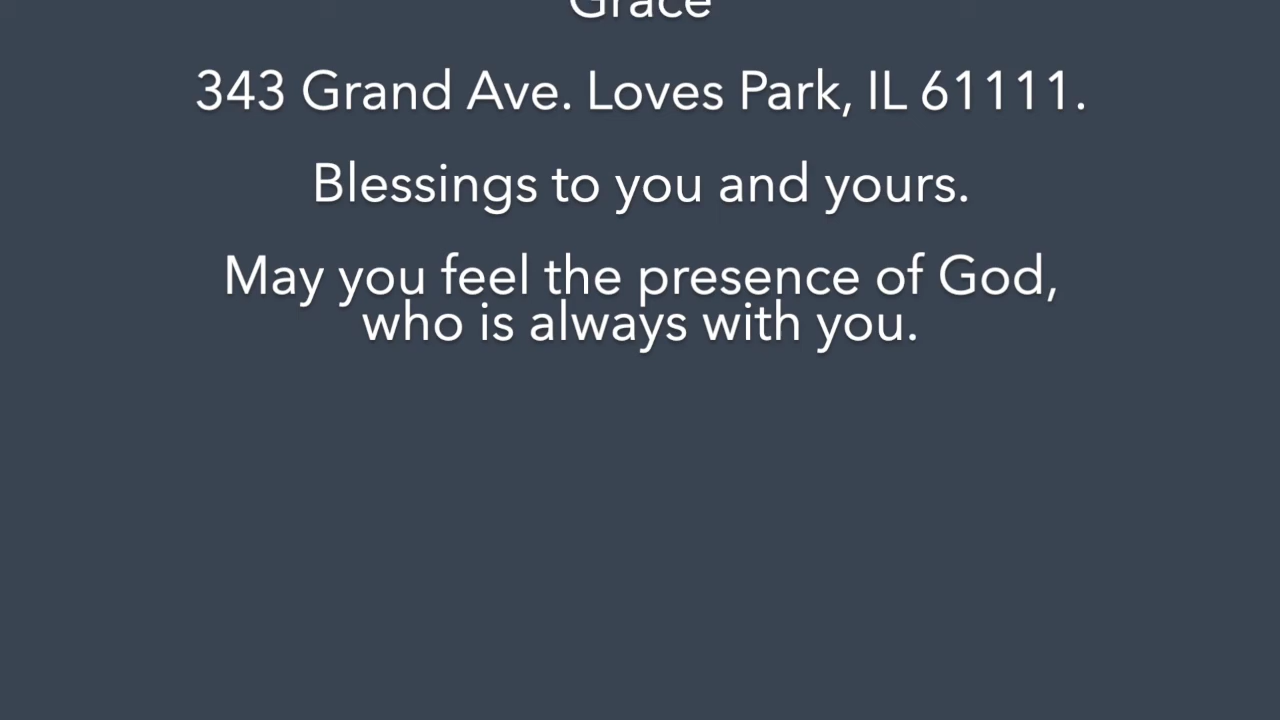 Grace
343 Grand Ave. Loves Park, IL 61111.
Blessings to you and yours.
May you feel the presence of God,
who is always with you.